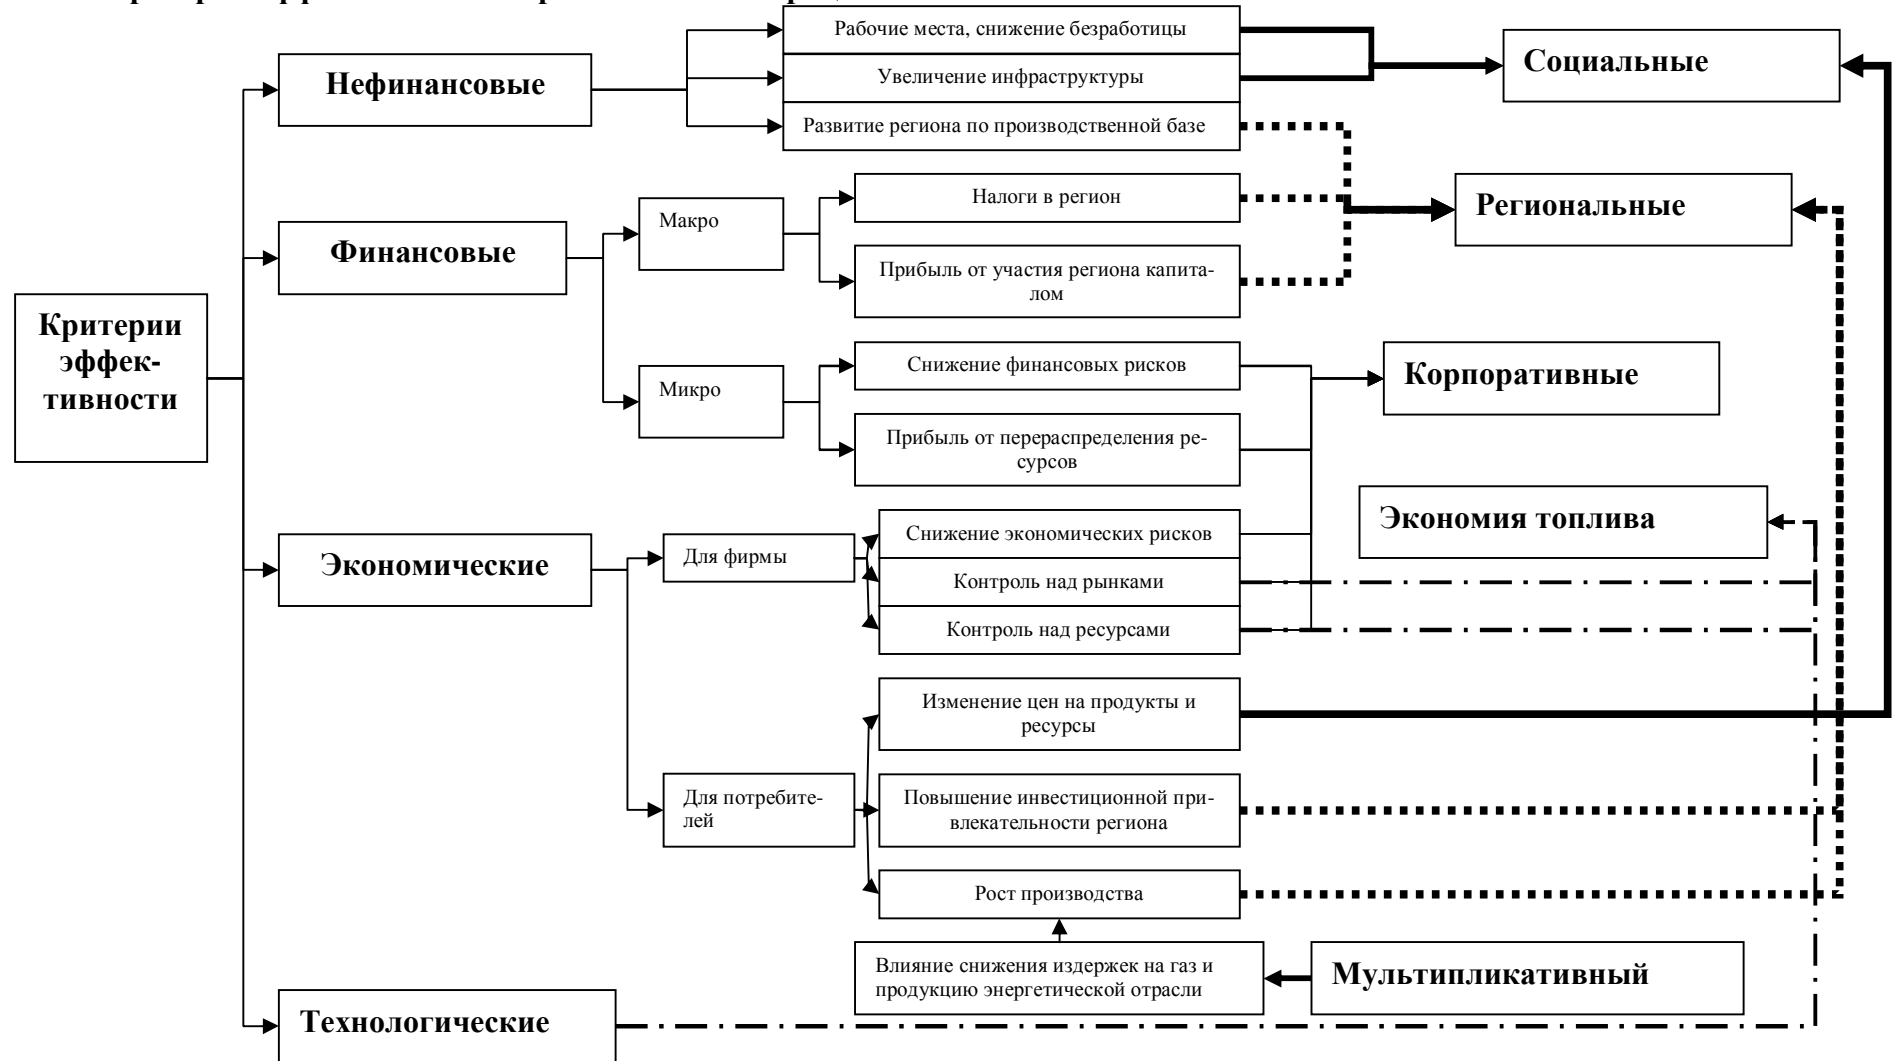 Рабочие места, снижение безработицы
Нефинансовые
Увеличение инфраструктуры
Социальные
Развитие региона по производственной базе
Финансовые
Макро
Налоги в регион
Региональные
Прибыль от участия региона капита-
лом
Критерии
эффек-
тивности
Микро
Снижение финансовых рисков
Корпоративные
Прибыль от перераспределения ре-
сурсов
Экономические
Для фирмы
Снижение экономических рисков
Экономия топлива
Контроль над рынками
Контроль над ресурсами
Изменение цен на продукты и
ресурсы
Для потребите-
лей
Повышение инвестиционной при-
влекательности региона
Рост производства
Влияние снижения издержек на газ и
продукцию энергетической отрасли
Мультипликативный
Технологические